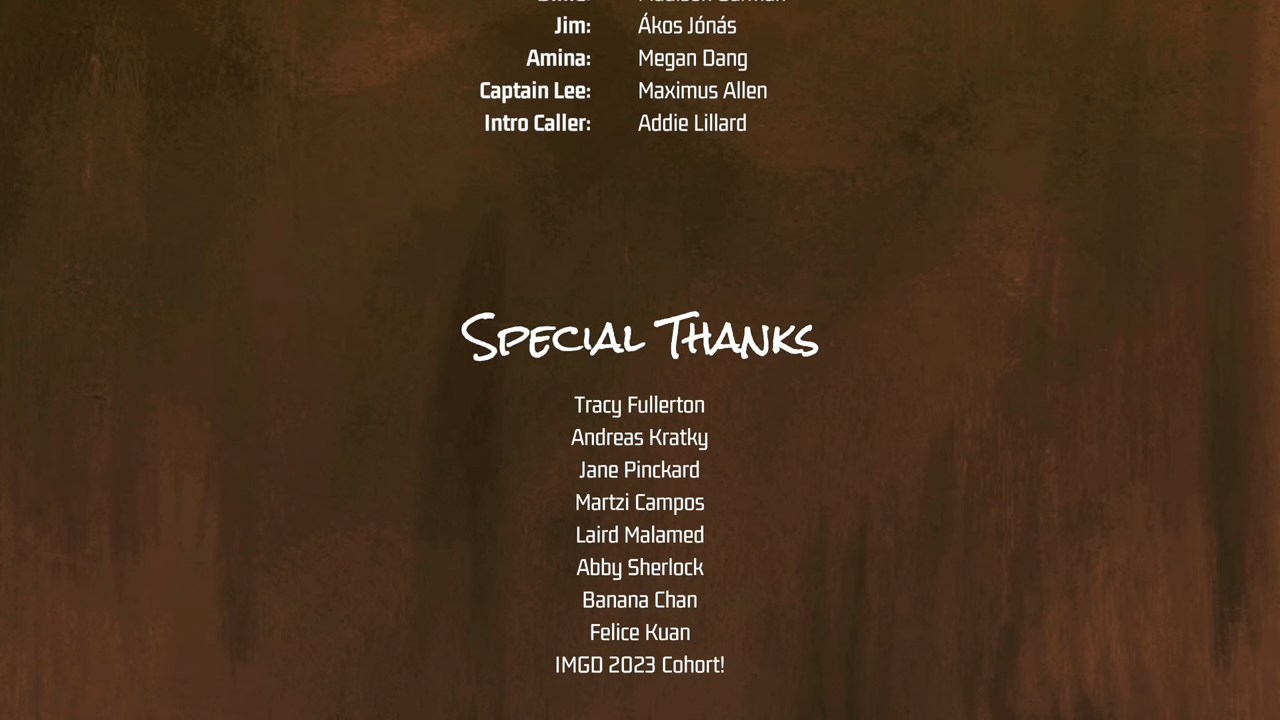 Jim: Ákos Jónás
Amina: Megan Dang
Captain Lee: Maximus Allen
Intro Caller: Addie Lillard
Special Thanks
Tracy Fullerton
Andreas Kratky
Jane Pinckard
Martzi Campos
Laird Malamed
Abby Sherlock
Banana Chan
Felice Kuan
IMGD 2023 Cohort!